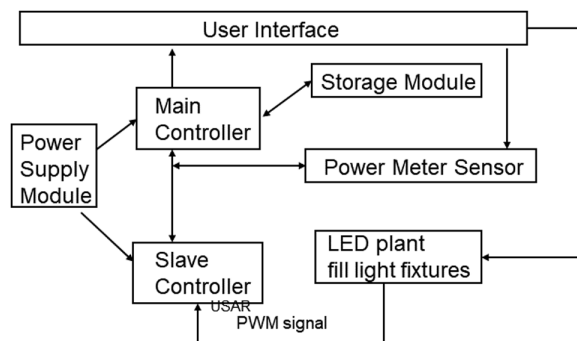 User Interface
Storage Module
Main
Controller
Power
Supply
Module
Power Meter Sensor
LED plant
fill light fixtures
Slave
Controller
USAR
PWM signal